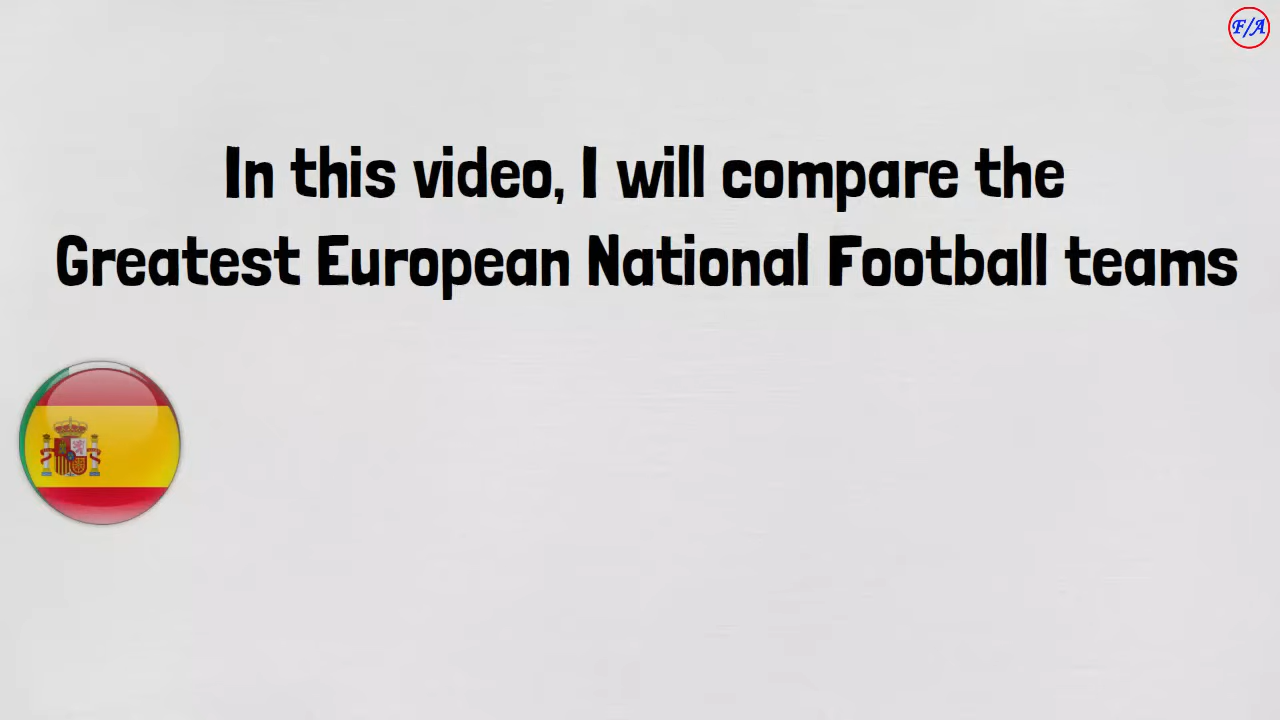 F/A
In this video, I will compare the
Greatest European National Football teams